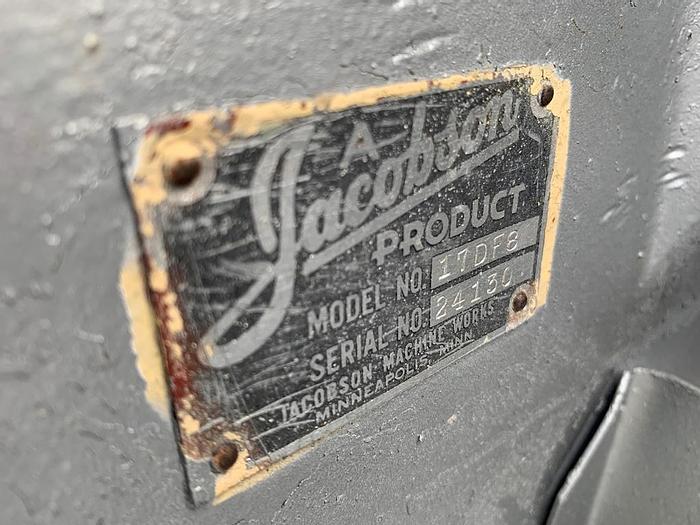 A
Jacobson
PRODUCT
MODEL NO. 17DF8
SERIAL NO. 24130
JACOBSON MACHINE WORKS
MINNEAPOLIS, MINN.